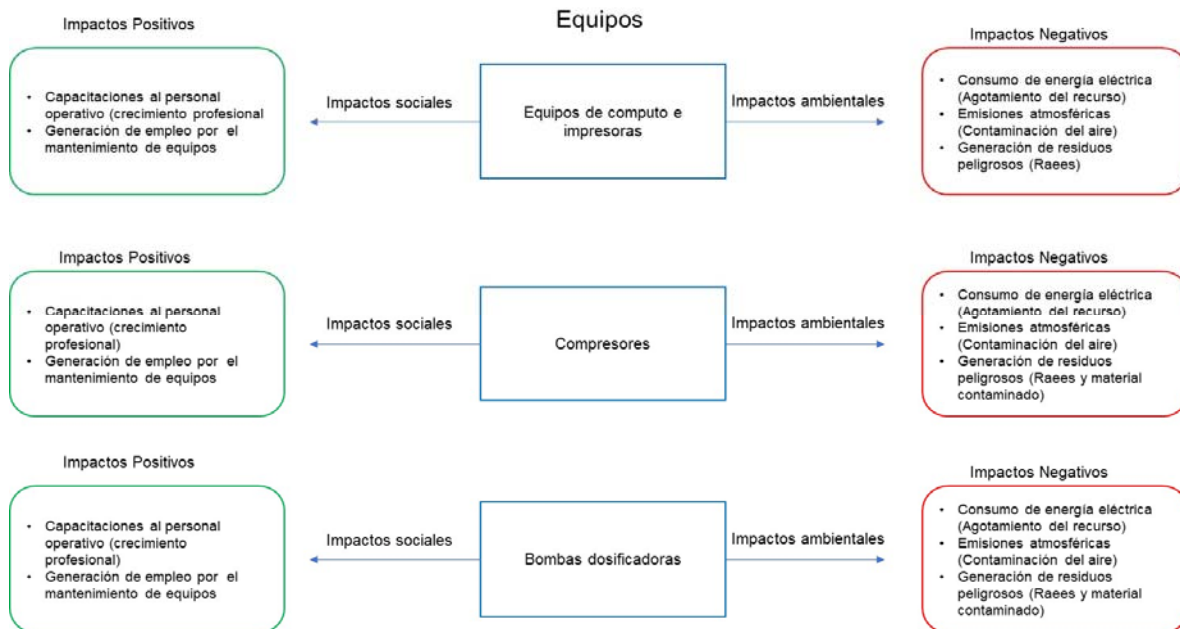 Equipos
Impactos Positivos
• Capacitaciones al personal
operativo (crecimiento profesional
• Generación de empleo por el
mantenimiento de equipos
Impactos sociales
Equipos de computo e
impresoras
Impactos ambientales
Impactos Negativos
• Consumo de energía eléctrica
(Agotamiento del recurso)
• Emisiones atmosféricas
(Contaminación del aire)
• Generación de residuos
peligrosos (Raees)
Impactos Positivos
• Capacitaciones al personal
operativo (crecimiento
profesional)
• Generación de empleo por el
mantenimiento de equipos
Impactos sociales
Compresores
Impactos ambientales
Impactos Negativos
• Consumo de energía eléctrica
(Agotamiento del recurso)
• Emisiones atmosféricas
(Contaminación del aire)
• Generación de residuos
peligrosos (Raees y material
contaminado)
Impactos Positivos
• Capacitaciones al personal
operativo (crecimiento
profesional)
• Generación de empleo por el
mantenimiento de equipos
Impactos sociales
Bombas dosificadoras
Impactos ambientales
Impactos Negativos
• Consumo de energía eléctrica
(Agotamiento del recurso)
• Emisiones atmosféricas
(Contaminación del aire)
• Generación de residuos
peligrosos (Raees y material
contaminado)